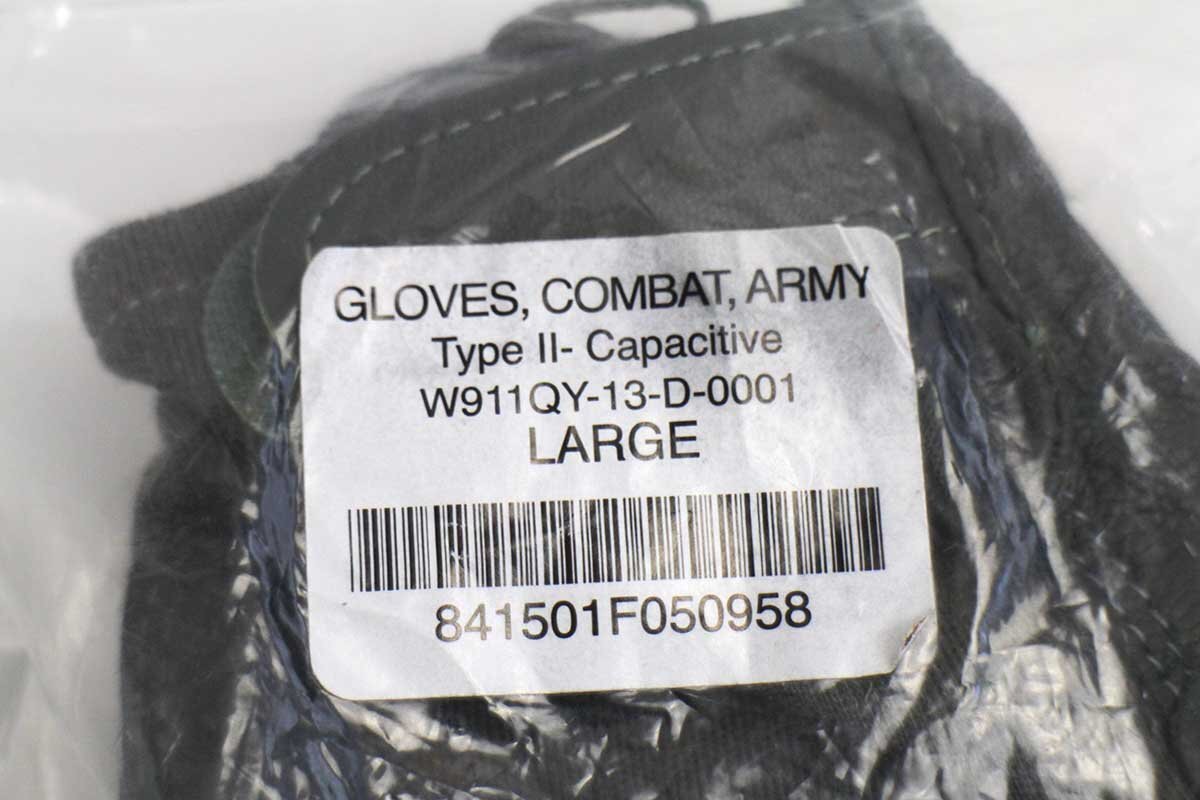 GLOVES, COMBAT, ARMY
Type II- Capacitive
W911QY-13-D-0001
LARGE
841501F050958